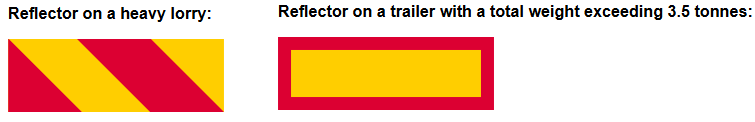 Reflector on a heavy lorry:
Reflector on a trailer with a total weight exceeding 3.5 tonnes: